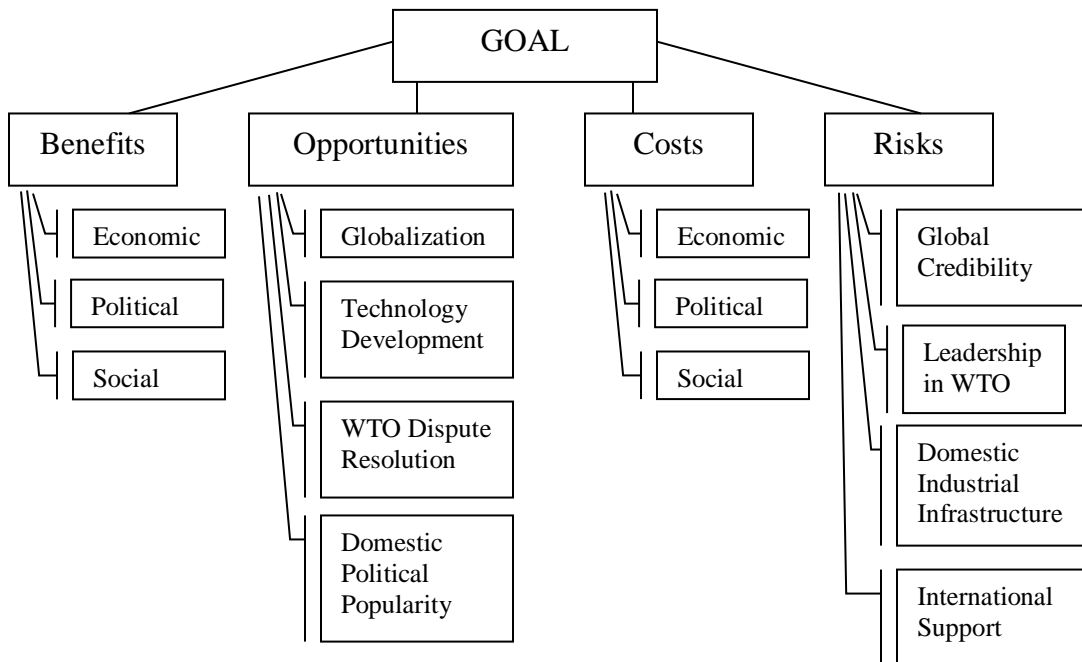 GOAL
Benefits
Opportunities
Costs
Risks
Economic
Political
Social
Globalization
Technology
Development
WTO Dispute
Resolution
Domestic
Political
Popularity
Economic
Political
Social
Global
Credibility
Leadership
in WTO
Domestic
Industrial
Infrastructure
International
Support